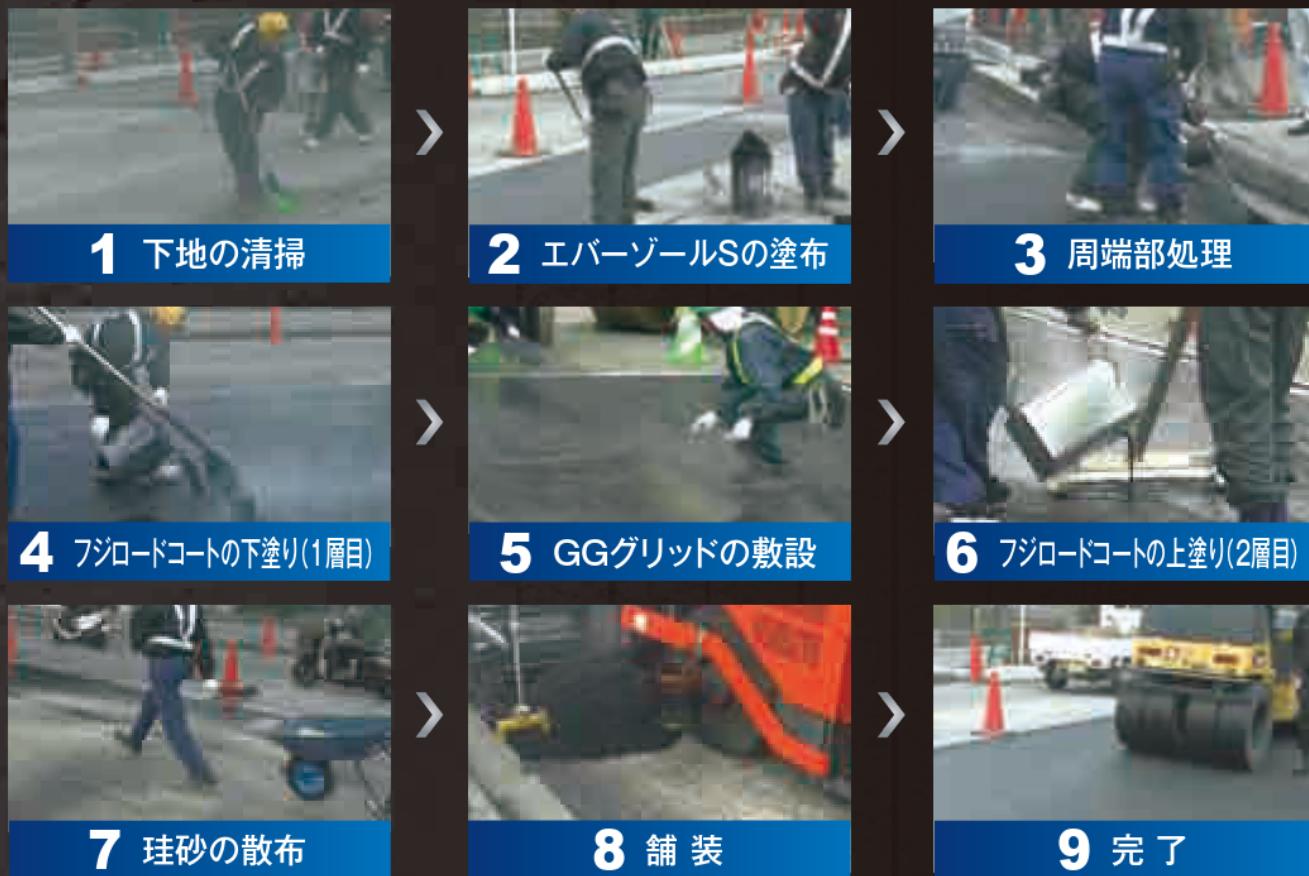 1 下地の清掃
2 エバーゾールSの塗布
3 周端部処理
4 フジロードコートの下塗り(1層目)
5 GGグリッドの敷設
6 フジロードコートの上塗り(2層目)
7 珪砂の散布
8 舗 装
9 完 了